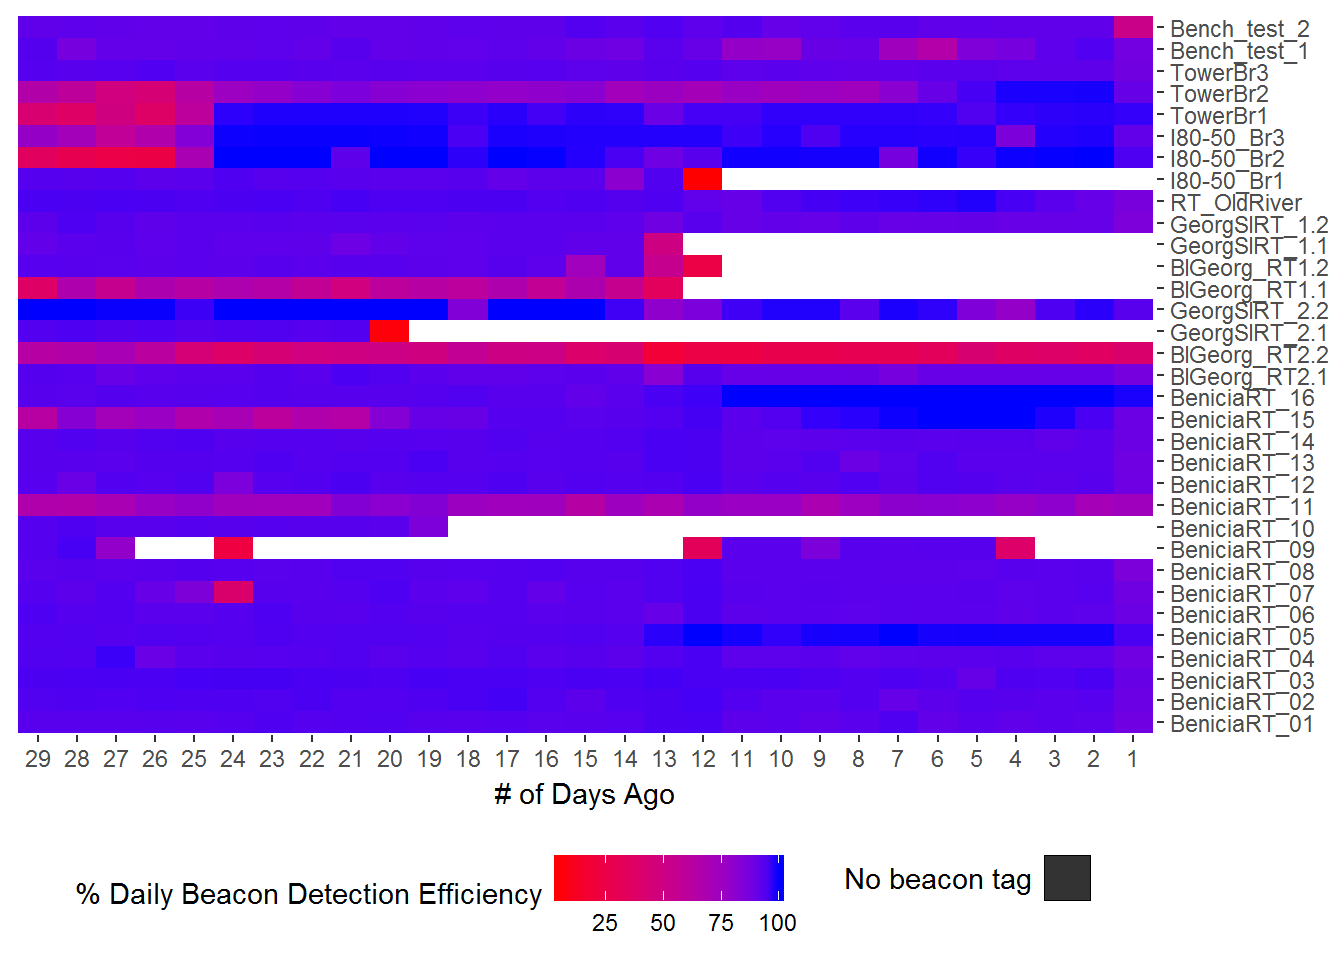 Bench_test_2
Bench_test_1
TowerBr3
TowerBr2
TowerBr1
I80-50_Br3
I80-50_Br2
I80-50_Br1
RT_OldRiver
GeorgSlRT_1.2
GeorgSlRT_1.1
BlGeorg_RT1.2
BlGeorg_RT1.1
GeorgSlRT_2.2
GeorgSlRT_2.1
BlGeorg_RT2.2
BlGeorg_RT2.1
BeniciaRT_16
BeniciaRT_15
BeniciaRT_14
BeniciaRT_13
BeniciaRT_12
BeniciaRT_11
BeniciaRT_10
BeniciaRT_09
BeniciaRT_08
BeniciaRT_07
BeniciaRT_06
BeniciaRT_05
BeniciaRT_04
BeniciaRT_03
BeniciaRT_02
BeniciaRT_01
29 28 27 26 25 24 23 22 21 20 19 18 17 16 15 14 13 12 11 10 9 8 7 6 5 4 3 2 1
# of Days Ago
% Daily Beacon Detection Efficiency
25 50 75 100
No beacon tag